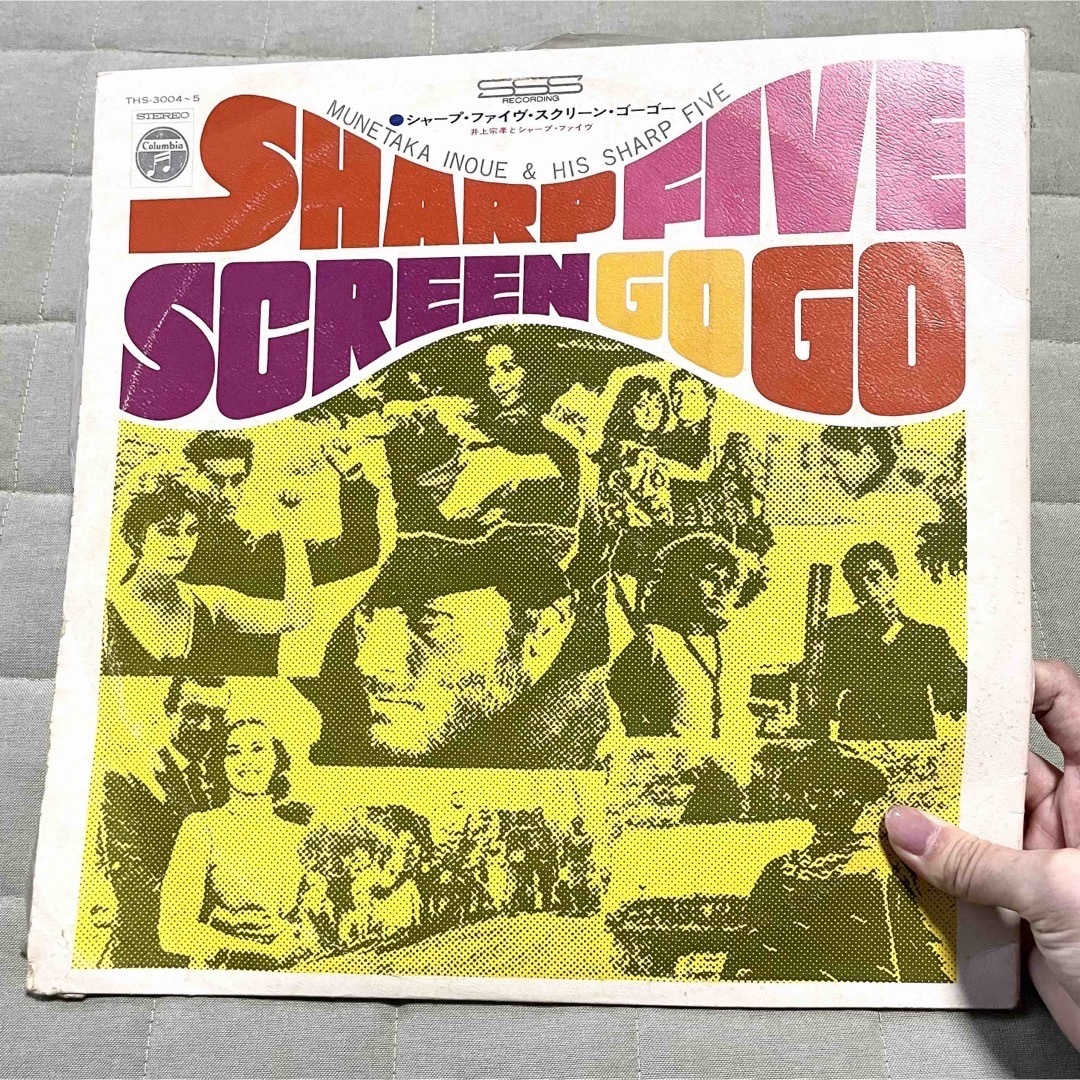 SSS
RECORDING
THS-3004~5
STEREO
Columbia
●シャープ・ファイヴ・スクリーン・ゴーゴー
井上宗孝とシャープ・ファイヴ
MUNETAKA INOUE & HIS SHARP FIVE
SHARP FIVE
SCREEN GO GO